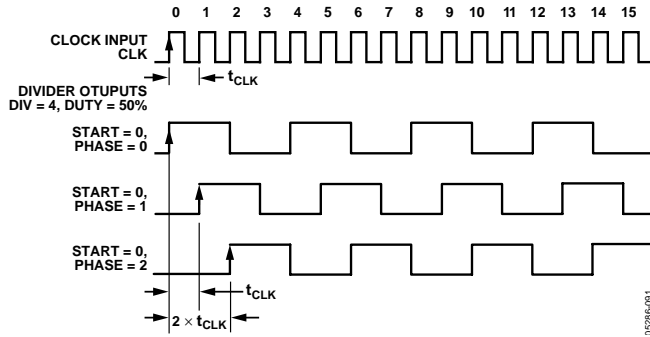 0 1 2 3 4 5 6 7 8 9 10 11 12 13 14 15
CLOCK INPUT
CLK
tCLK
DIVIDER OTUPUTS
DIV = 4, DUTY = 50%
START = 0,
PHASE = 0
START = 0,
PHASE = 1
START = 0,
PHASE = 2
tCLK
2 × tCLK
05286-091